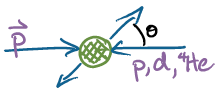 θ
p⃗
p, d, ⁴He